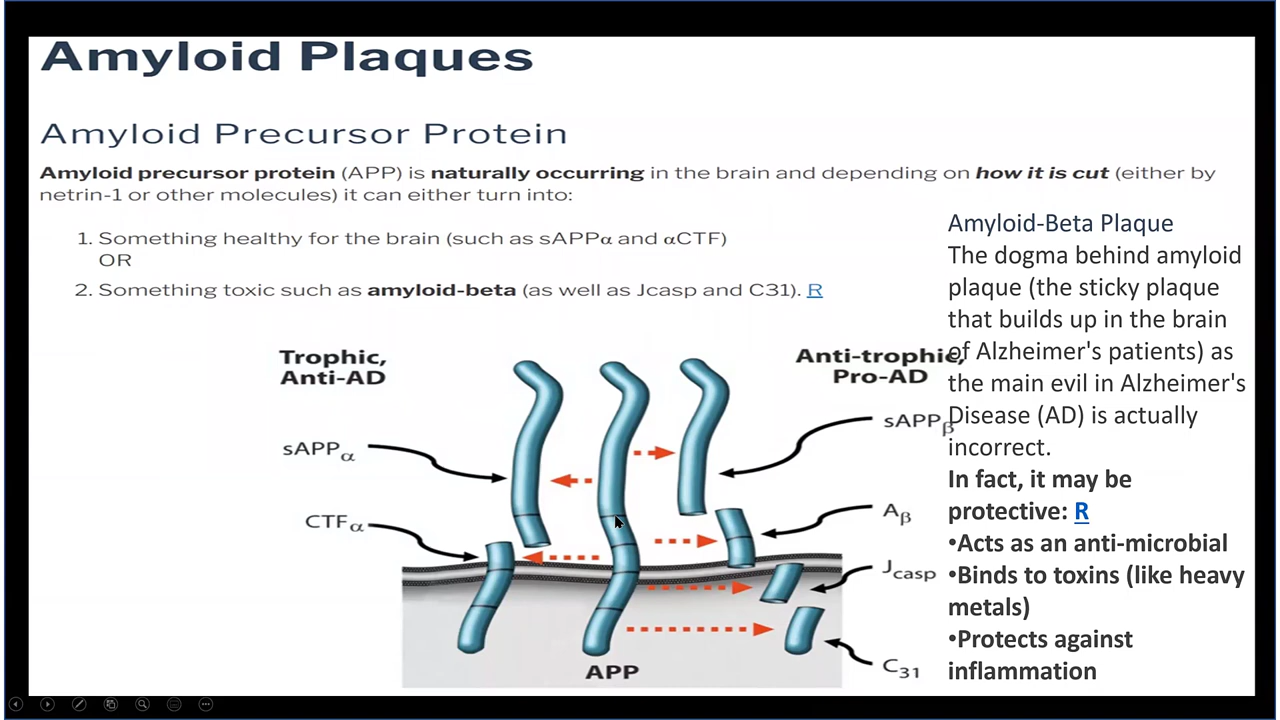 Amyloid Plaques
Amyloid Precursor Protein
Amyloid precursor protein (APP) is naturally occurring in the brain and depending on how it is cut (either by
netrin-1 or other molecules) it can either turn into:
1. Something healthy for the brain (such as sAPPα and αCTF)
OR
2. Something toxic such as amyloid-beta (as well as Jcasp and C31). R
Trophic,
Anti-AD
sAPPα
CTFα
APP
Anti-trophic,
Pro-AD
sAPPβ
Aβ
Jcasp
C31
Amyloid-Beta Plaque
The dogma behind amyloid
plaque (the sticky plaque
that builds up in the brain
of Alzheimer's patients) as
the main evil in Alzheimer's
Disease (AD) is actually
incorrect.
In fact, it may be
protective: R
•Acts as an anti-microbial
•Binds to toxins (like heavy
metals)
•Protects against
inflammation